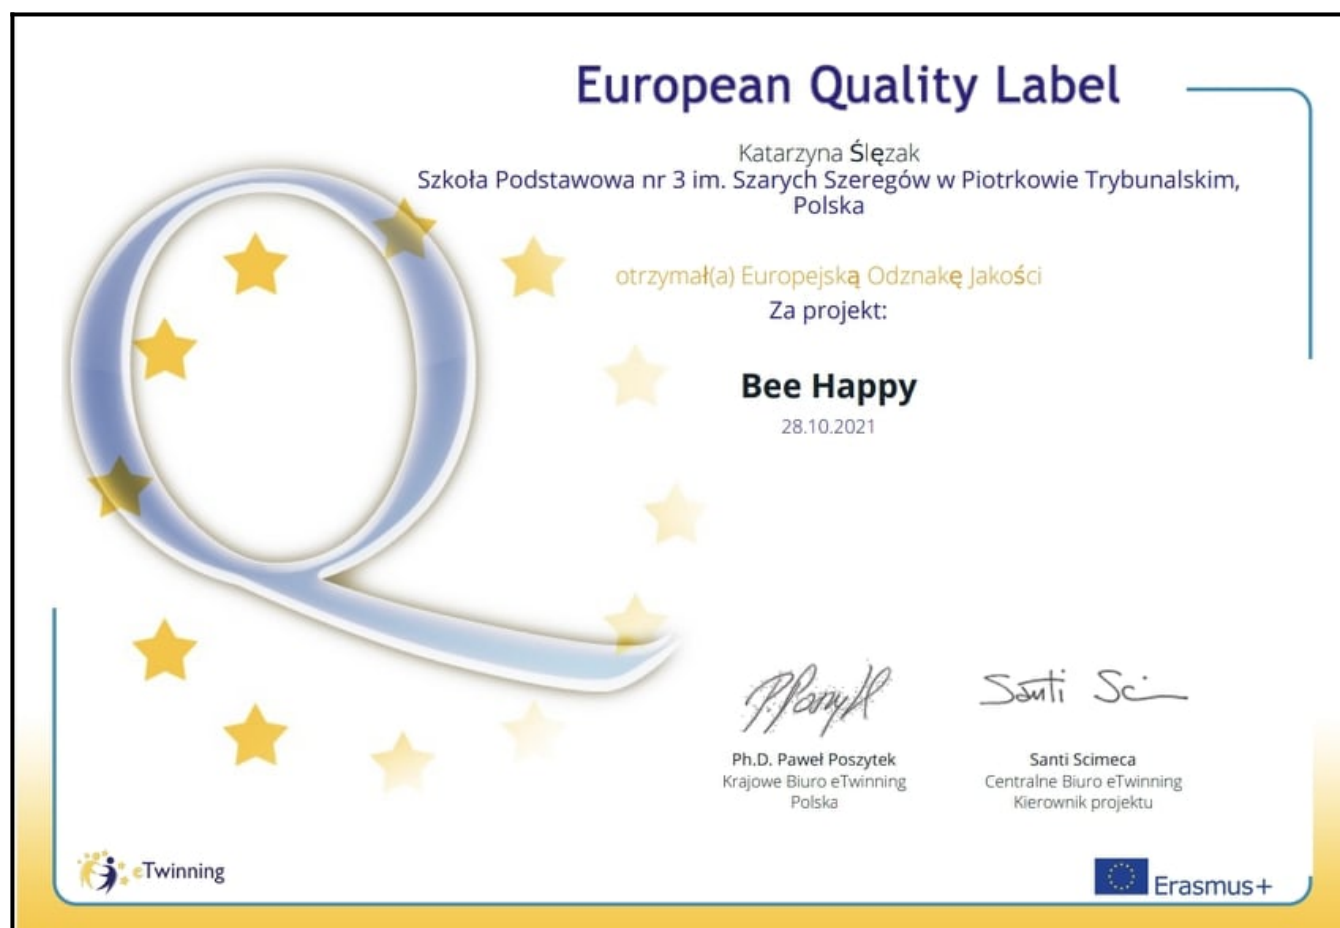 European Quality Label
Katarzyna Ślęzak
Szkoła Podstawowa nr 3 im. Szarych Szeregów w Piotrkowie Trybunalskim,
Polska
otrzymał(a) Europejską Odznakę Jakości
Za projekt:
Bee Happy
28.10.2021
Santi Sci
Ph.D. Paweł Poszytek
Krajowe Biuro eTwinning
Polska
Santi Scimeca
Centralne Biuro eTwinning
Kierownik projektu
eTwinning
Erasmus+